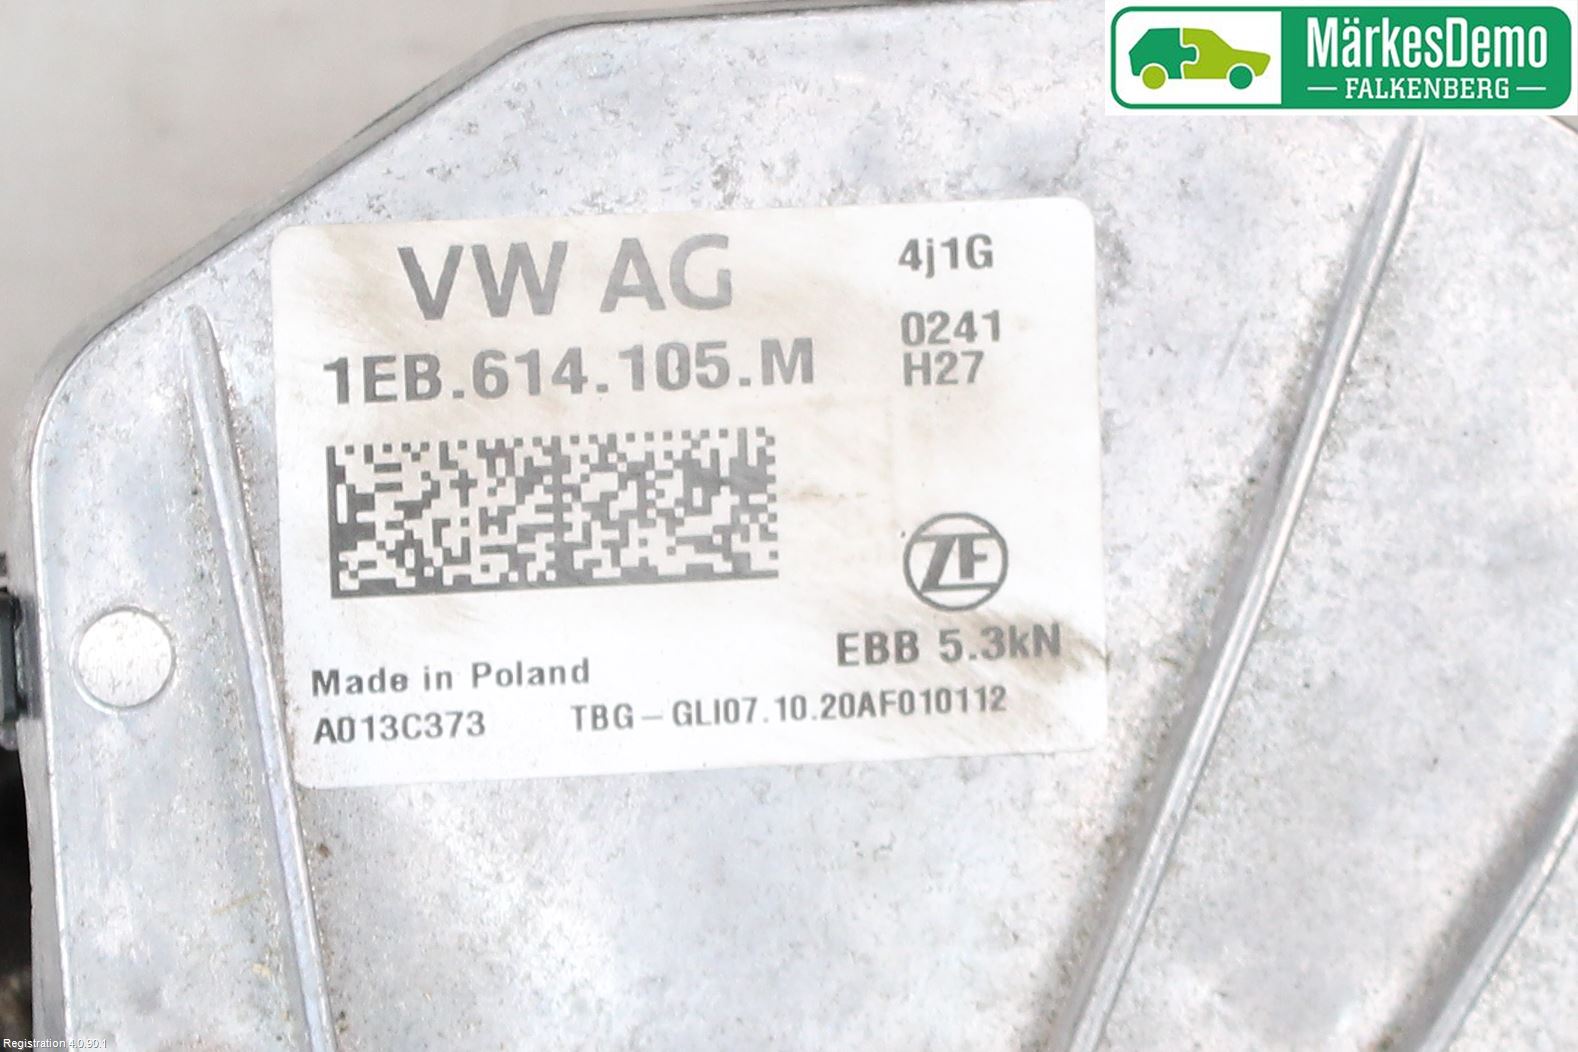 MärkesDemo
FALKENBERG
VW AG
4j1G
1EB.614.105.M
0241
H27
ZF
EBB 5.3kN
Made in Poland
A013C373 TBG-GLI07.10.20AF010112
Registration 4.0.90.1